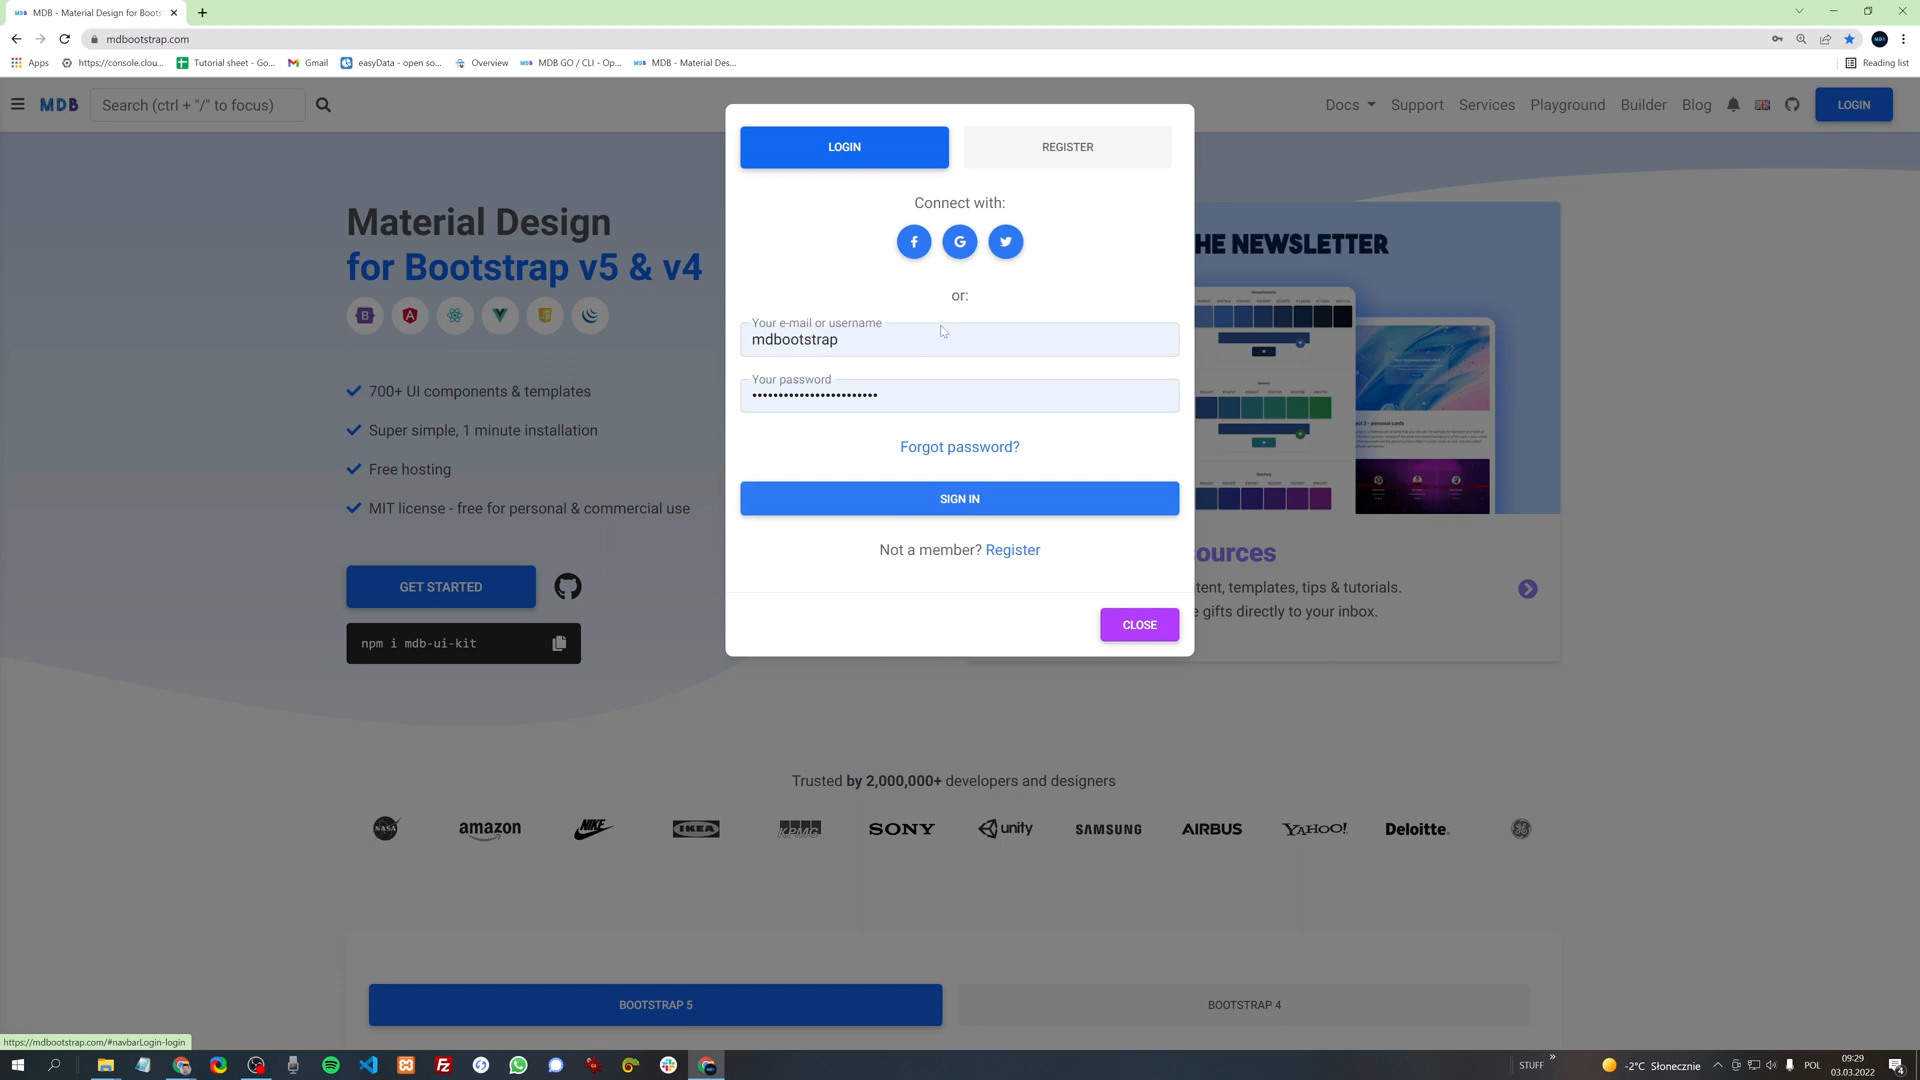 MDB - Material Design for Boots
mdbootstrap.com
Apps
https://console.clou...
Tutorial sheet - Go...
Gmail
easyData - open so...
Overview
MDB GO / CLI - Op...
MDB - Material Des...
Reading list
MDB
Search (ctrl + "/" to focus)
Docs
Support
Services
Playground
Builder
Blog
LOGIN
LOGIN
REGISTER
Connect with:
or:
Your e-mail or username
mdbootstrap
Your password
••••••••••••••••••••••••
Forgot password?
SIGN IN
Not a member? Register
CLOSE
Material Design
for Bootstrap v5 & v4
700+ UI components & templates
Super simple, 1 minute installation
Free hosting
MIT license - free for personal & commercial use
GET STARTED
npm i mdb-ui-kit
HE NEWSLETTER
ources
tent, templates, tips & tutorials.
e gifts directly to your inbox.
Trusted by 2,000,000+ developers and designers
NASA
amazon
NIKE
IKEA
KPMG
SONY
unity
SAMSUNG
AIRBUS
YAHOO!
Deloitte.
BOOTSTRAP 5
BOOTSTRAP 4
https://mdbootstrap.com/#navbarLogin-login
STUFF
-2°C Słonecznie
POL
09:29
03.03.2022